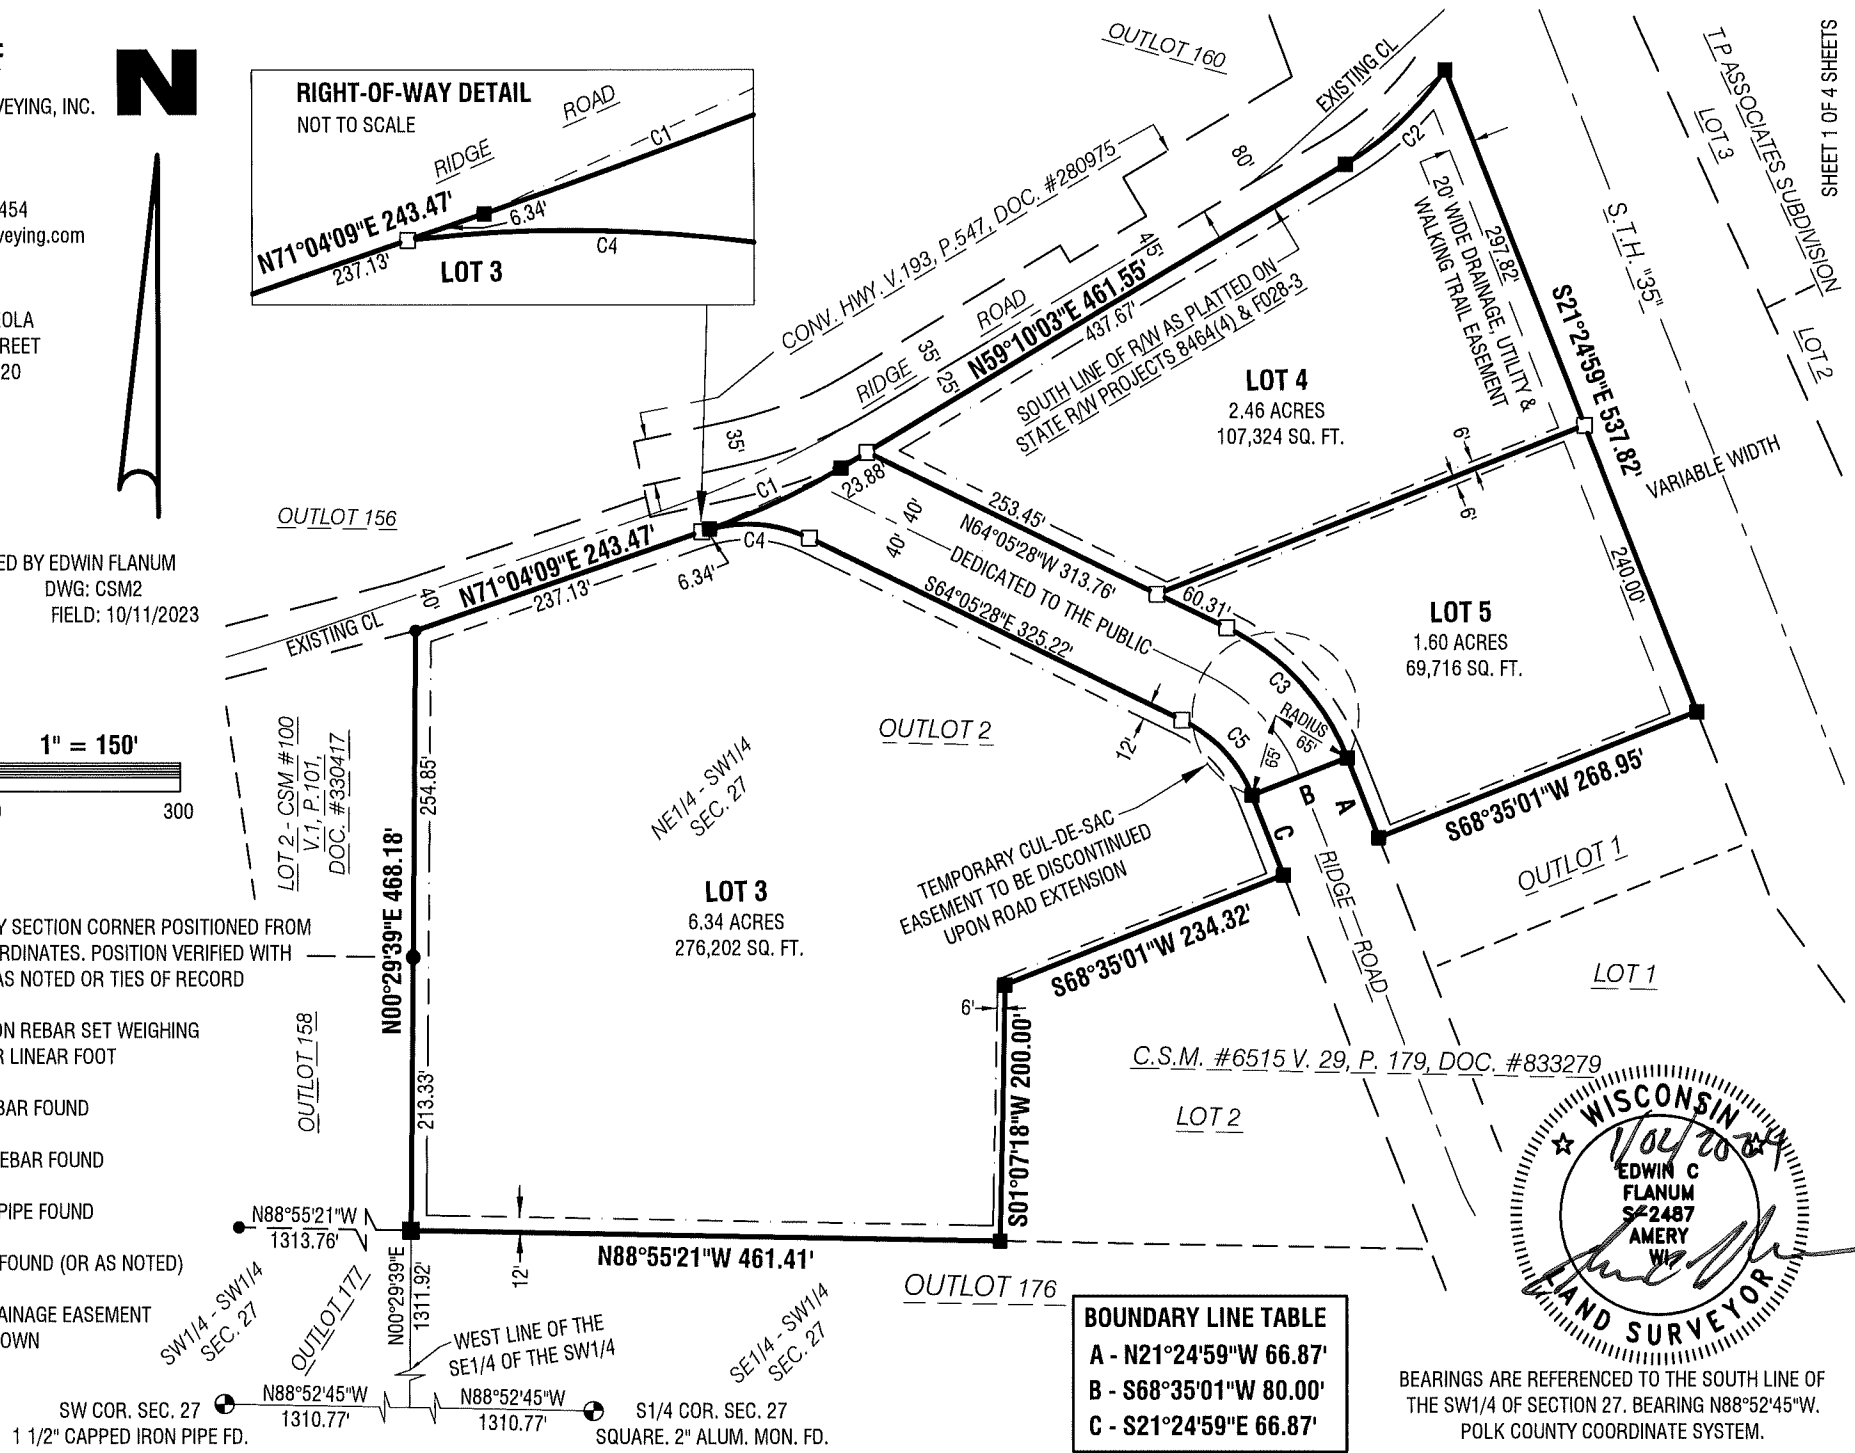 N
VEYING, INC.
454
veying.com
OLA
REET
20
ED BY EDWIN FLANUM
DWG: CSM2
FIELD: 10/11/2023
1" = 150'
300
Y SECTION CORNER POSITIONED FROM
RDINATES. POSITION VERIFIED WITH
AS NOTED OR TIES OF RECORD
ON REBAR SET WEIGHING
R LINEAR FOOT
BAR FOUND
EBAR FOUND
PIPE FOUND
FOUND (OR AS NOTED)
AINAGE EASEMENT
OWN
RIGHT-OF-WAY DETAIL
NOT TO SCALE
RIDGE
ROAD
C1
N71°04'09"E 243.47'
6.34'
237.13'
C4
LOT 3
OUTLOT 160
EXISTING CL
80'
CONV. HWY. V.193, P.547, DOC. #280975
C2
20' WIDE DRAINAGE, UTILITY &
WALKING TRAIL EASEMENT
297.82'
S21°24'59"E 537.82'
S.T.H. "35"
T.P. ASSOCIATES SUBDIVISION
LOT 3
LOT 2
SHEET 1 OF 4 SHEETS
VARIABLE WIDTH
45'
RIDGE
ROAD
35'
25'
35'
N59°10'03"E 461.55'
437.67'
SOUTH LINE OF R/W AS PLATTED ON
STATE R/W PROJECTS 8464(4) & F028-3
LOT 4
2.46 ACRES
107,324 SQ. FT.
6'
6'
OUTLOT 156
C1
23.88'
40'
40'
C4
6.34'
N71°04'09"E 243.47'
237.13'
40'
EXISTING CL
253.45'
N64°05'28"W 313.76'
DEDICATED TO THE PUBLIC
S64°05'28"E 325.22'
60.31'
LOT 5
1.60 ACRES
69,716 SQ. FT.
240.00'
C3
RADIUS
65'
65'
C5
12'
B
A
C
S68°35'01"W 268.95'
LOT 2 - CSM #100
V.1, P.101,
DOC. #330417
254.85'
N00°29'39"E 468.18'
213.33'
OUTLOT 158
OUTLOT 2
NE1/4 - SW1/4
SEC. 27
LOT 3
6.34 ACRES
276,202 SQ. FT.
TEMPORARY CUL-DE-SAC
EASEMENT TO BE DISCONTINUED
UPON ROAD EXTENSION
RIDGE ROAD
OUTLOT 1
LOT 1
S68°35'01"W 234.32'
6'
S01°07'18"W 200.00'
C.S.M. #6515 V. 29, P. 179, DOC. #833279
LOT 2
N88°55'21"W
1313.76'
12'
N88°55'21"W 461.41'
OUTLOT 176
SW1/4 - SW1/4
SEC. 27
OUTLOT 177
N00°29'39"E
1311.92'
WEST LINE OF THE
SE1/4 OF THE SW1/4
SE1/4 - SW1/4
SEC. 27
SW COR. SEC. 27
1 1/2" CAPPED IRON PIPE FD.
N88°52'45"W
1310.77'
N88°52'45"W
1310.77'
S1/4 COR. SEC. 27
SQUARE. 2" ALUM. MON. FD.
BOUNDARY LINE TABLE
A - N21°24'59"W 66.87'
B - S68°35'01"W 80.00'
C - S21°24'59"E 66.87'
WISCONSIN
1/04/2024
EDWIN C
FLANUM
S-2487
AMERY
WI
LAND SURVEYOR
BEARINGS ARE REFERENCED TO THE SOUTH LINE OF
THE SW1/4 OF SECTION 27. BEARING N88°52'45"W.
POLK COUNTY COORDINATE SYSTEM.